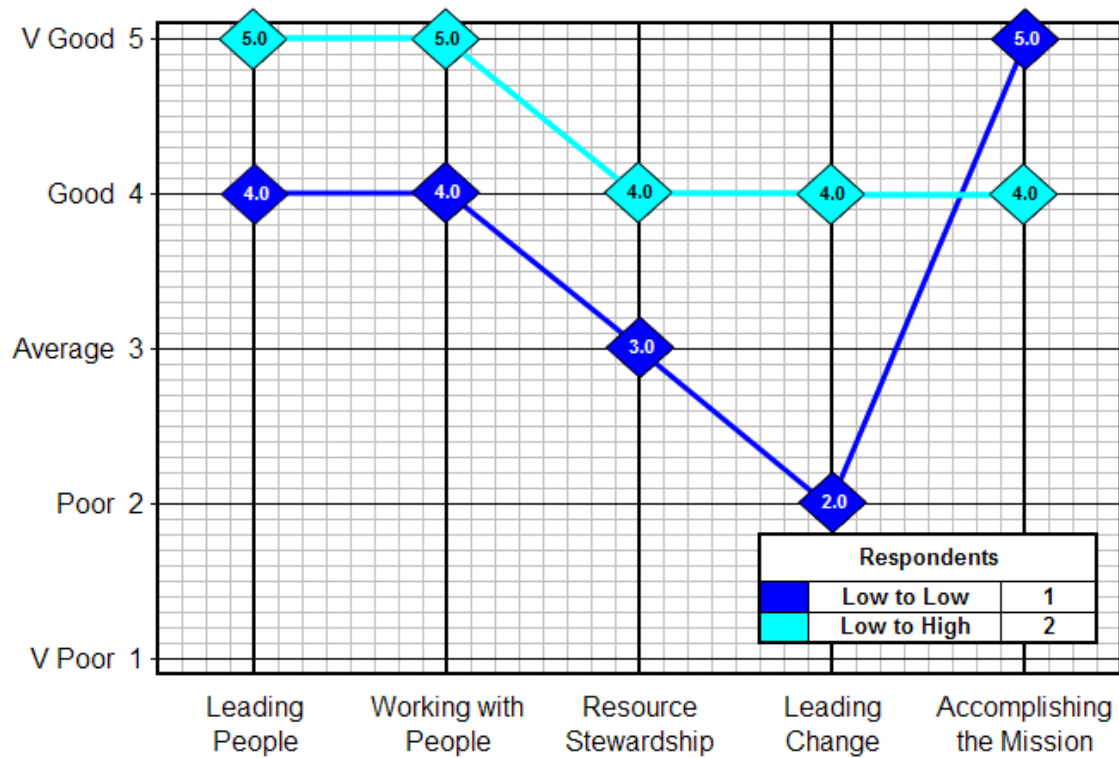 V Good 5
5.0 5.0 5.0
Good 4
4.0 4.0 4.0 4.0 4.0
Average 3
3.0
Poor 2
2.0
Respondents
Low to Low 1
Low to High 2
V Poor 1
Leading
People
Working with
People
Resource
Stewardship
Leading
Change
Accomplishing
the Mission